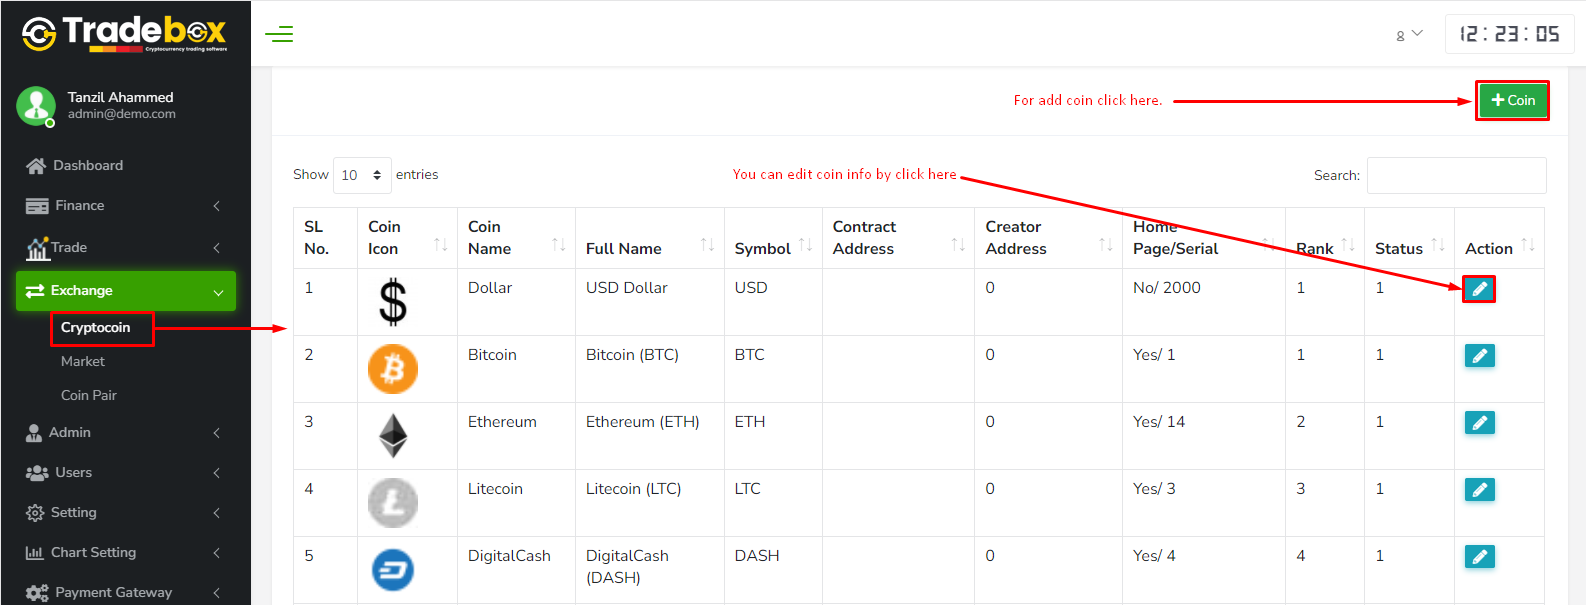 Tradebox
Cryptocurrency trading software
12:23:05
Tanzil Ahammed
admin@demo.com
Dashboard
Finance
Trade
Exchange
Cryptocoin
Market
Coin Pair
Admin
Users
Setting
Chart Setting
Payment Gateway
For add coin click here.
+ Coin
Show 10 entries
You can edit coin info by click here
Search:
SL No. Coin Icon Coin Name Full Name Symbol Contract Address Creator Address Home Page/Serial Rank Status Action
1 Dollar USD Dollar USD 0 No/ 2000 1 1
2 Bitcoin Bitcoin (BTC) BTC 0 Yes/ 1 1 1
3 Ethereum Ethereum (ETH) ETH 0 Yes/ 14 2 1
4 Litecoin Litecoin (LTC) LTC 0 Yes/ 3 3 1
5 DigitalCash DigitalCash (DASH) DASH 0 Yes/ 4 4 1